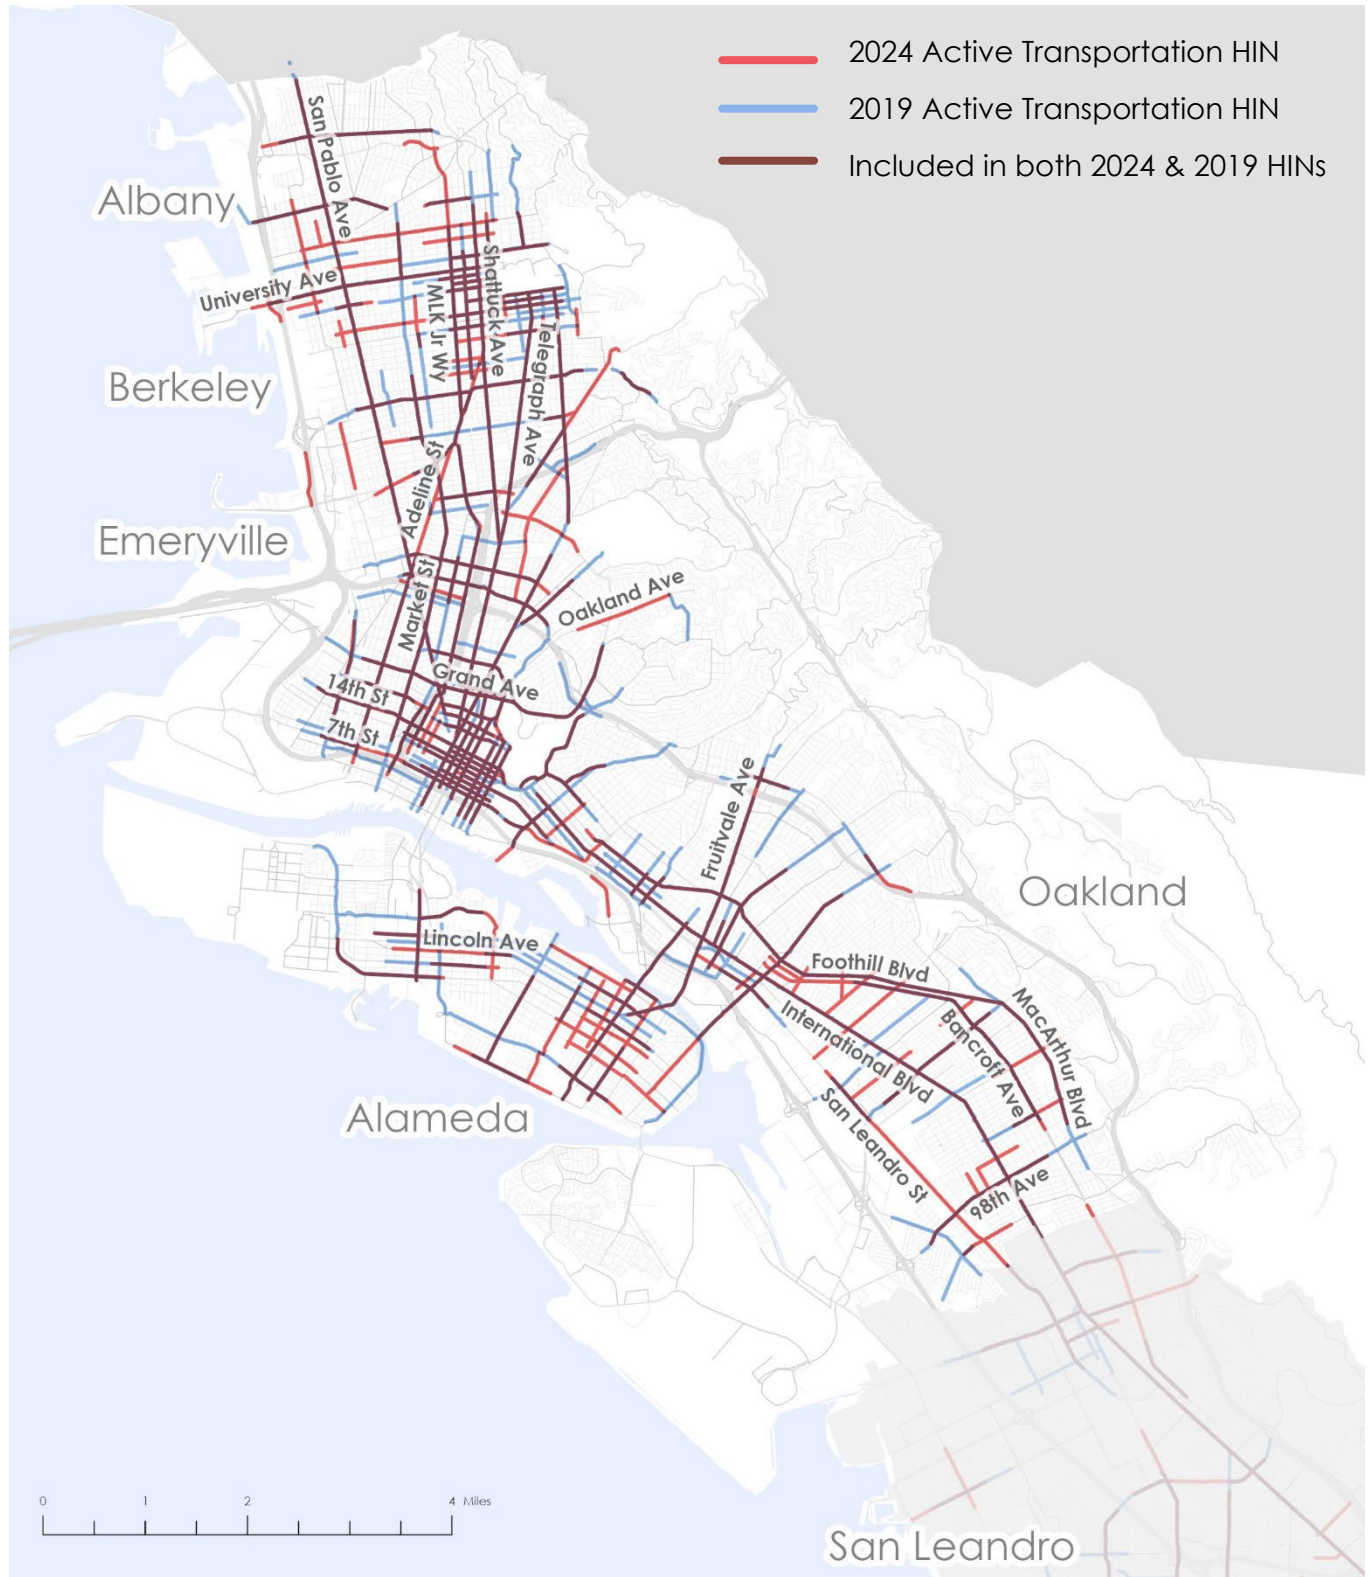 2024 Active Transportation HIN
2019 Active Transportation HIN
Included in both 2024 & 2019 HINs
San Pablo Ave
Albany
University Ave
MLK Jr Wy
Shattuck Ave
Telegraph Ave
Berkeley
Adeline St
Emeryville
Market St
Oakland Ave
Grand Ave
14th St
7th St
Fruitvale Ave
Oakland
Lincoln Ave
Foothill Blvd
MacArthur Blvd
Bancroft Ave
International Blvd
San Leandro St
98th Ave
Alameda
0 1 2 4 Miles
San Leandro